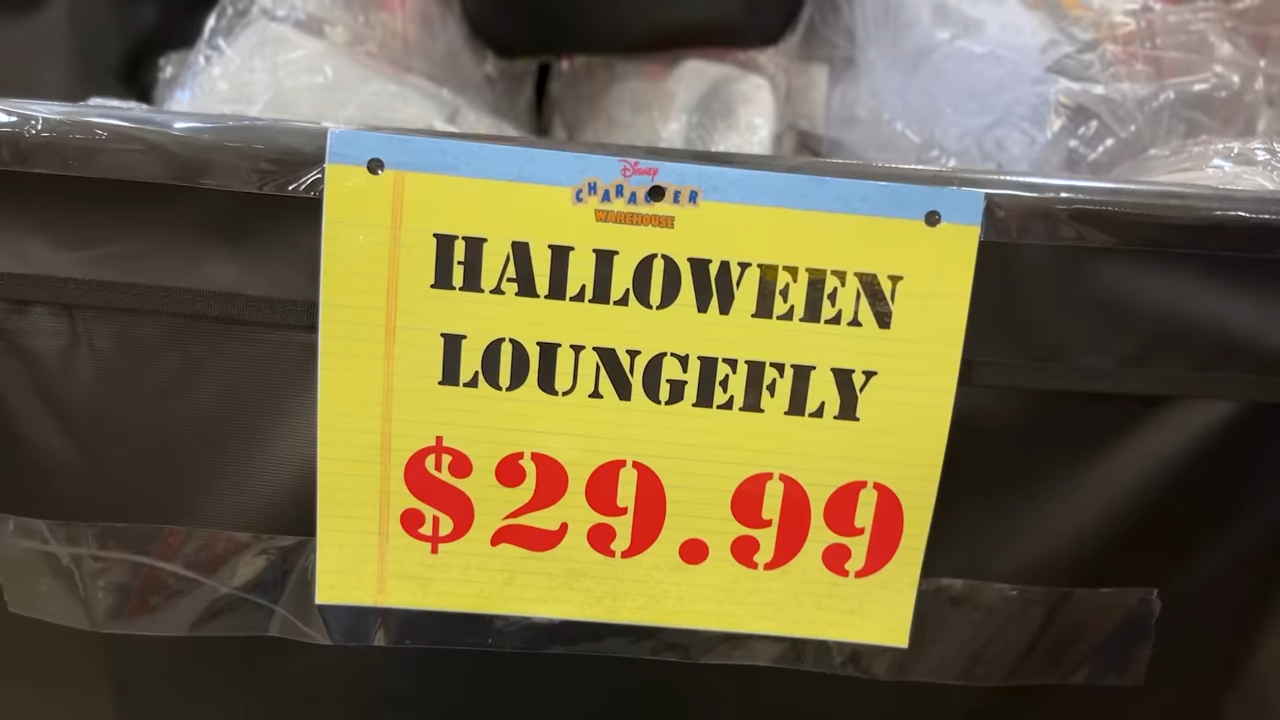 Disney
CHARACTER
WAREHOUSE
HALLOWEEN
LOUNGEFLY
$29.99